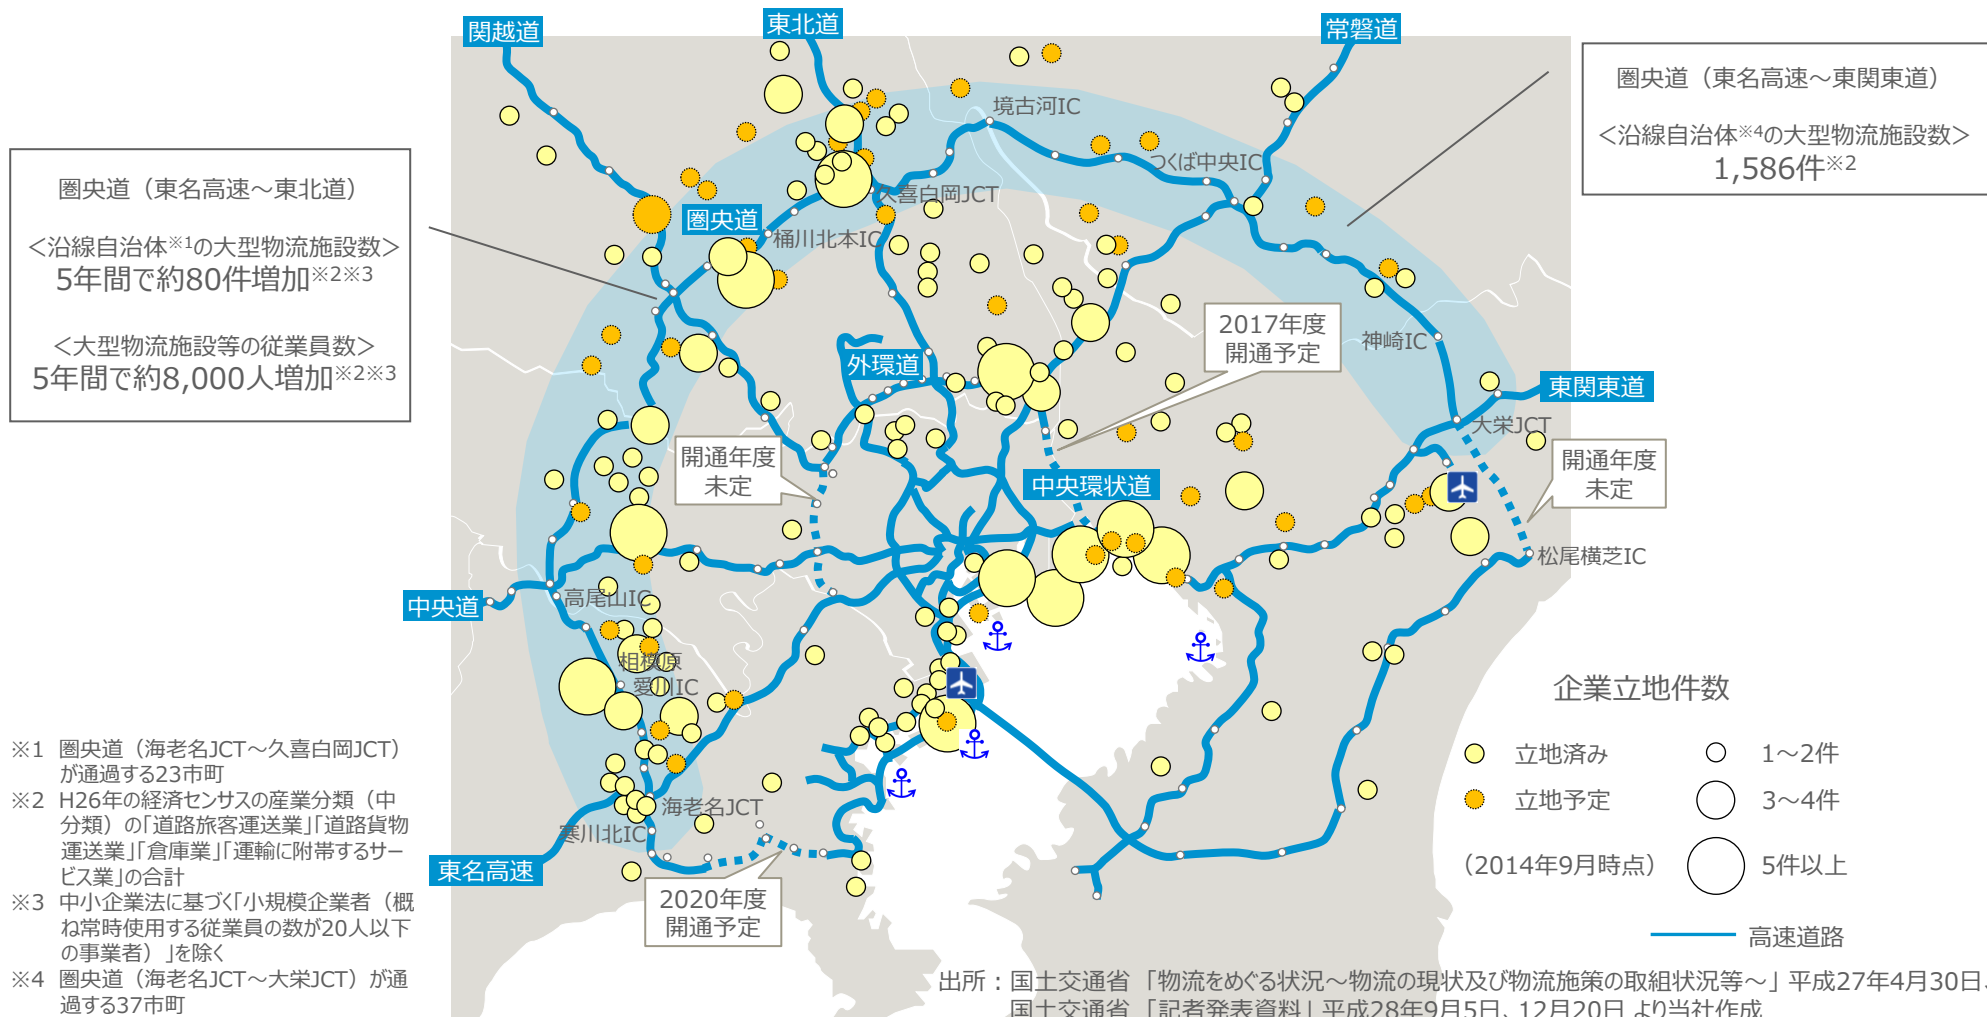 関越道
東北道
常磐道
圏央道（東名高速～東関東道）
＜沿線自治体※4の大型物流施設数＞
1,586件※2
圏央道（東名高速～東北道）
＜沿線自治体※1の大型物流施設数＞
5年間で約80件増加※2※3
＜大型物流施設等の従業員数＞
5年間で約8,000人増加※2※3
境古河IC
つくば中央IC
久喜白岡JCT
圏央道
桶川北本IC
2017年度
開通予定
神崎IC
外環道
東関東道
大栄JCT
開通年度
未定
中央環状道
開通年度
未定
松尾横芝IC
中央道
高尾山IC
相模原
愛川IC
企業立地件数
立地済み
1～2件
立地予定
3～4件
（2014年9月時点）
5件以上
高速道路
海老名JCT
寒川北IC
東名高速
2020年度
開通予定
※1 圏央道（海老名JCT～久喜白岡JCT）
が通過する23市町
※2 H26年の経済センサスの産業分類（中
分類）の「道路旅客運送業」「道路貨物
運送業」「倉庫業」「運輸に附帯するサー
ビス業」の合計
※3 中小企業法に基づく「小規模企業者（概
ね常時使用する従業員の数が20人以下
の事業者）」を除く
※4 圏央道（海老名JCT～大栄JCT）が通
過する37市町
出所：国土交通省 「物流をめぐる状況～物流の現状及び物流施策の取組状況等～」平成27年4月30日、
国土交通省 「記者発表資料」平成28年9月5日、12月20日 より当社作成